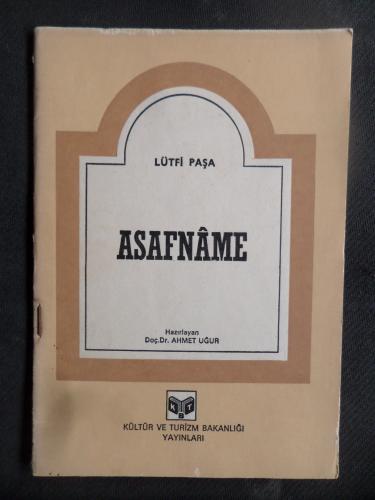 LÜTFİ PAŞA
ASAFNÂME
Hazırlayan
Doç.Dr. AHMET UĞUR
K T
B
KÜLTÜR VE TURİZM BAKANLIĞI
YAYINLARI